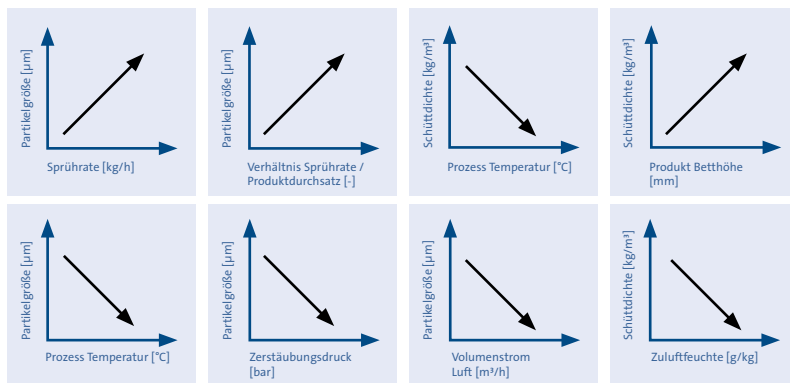 Partikelgröße [µm]
Sprührate [kg/h]
Partikelgröße [µm]
Verhältnis Sprührate /
Produktdurchsatz [-]
Schüttdichte [kg/m³]
Prozess Temperatur [°C]
Schüttdichte [kg/m³]
Produkt Betthöhe
[mm]
Partikelgröße [µm]
Prozess Temperatur [°C]
Partikelgröße [µm]
Zerstäubungsdruck
[bar]
Partikelgröße [µm]
Volumenstrom
Luft [m³/h]
Schüttdichte [kg/m³]
Zuluftfeuchte [g/kg]